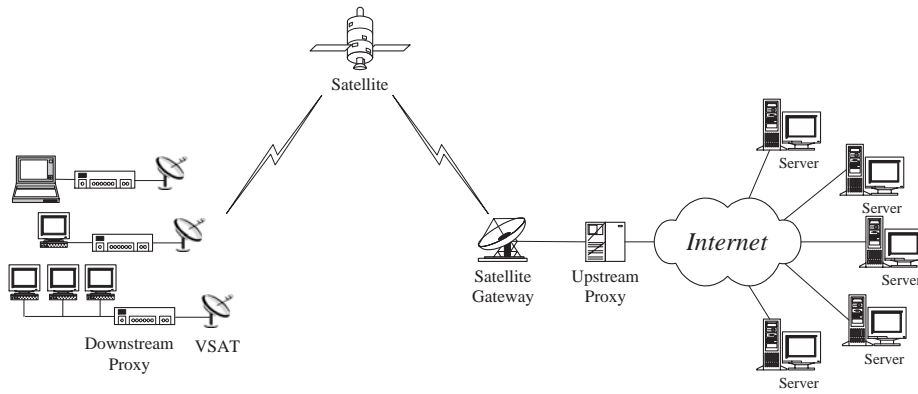 Satellite
Server
Server
Internet
Server
Satellite
Gateway
Upstream
Proxy
Downstream
Proxy
VSAT
Server
Server